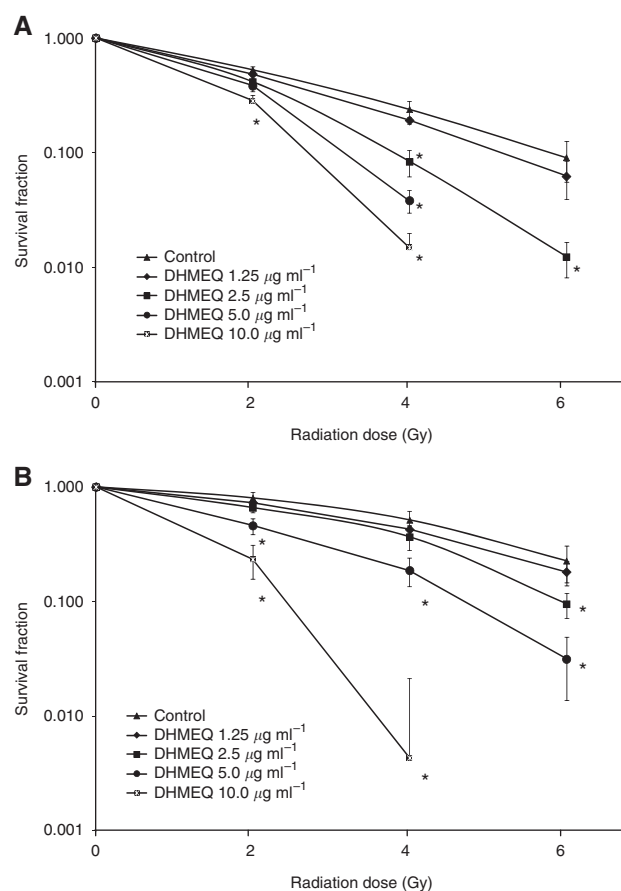 A
1.000
0.100
0.010
0.001
Survival fraction
*
*
*
*
*
Control
DHMEQ 1.25 μg ml⁻¹
DHMEQ 2.5 μg ml⁻¹
DHMEQ 5.0 μg ml⁻¹
DHMEQ 10.0 μg ml⁻¹
0 2 4 6
Radiation dose (Gy)
B
1.000
0.100
0.010
0.001
Survival fraction
*
*
*
*
*
*
Control
DHMEQ 1.25 μg ml⁻¹
DHMEQ 2.5 μg ml⁻¹
DHMEQ 5.0 μg ml⁻¹
DHMEQ 10.0 μg ml⁻¹
0 2 4 6
Radiation dose (Gy)